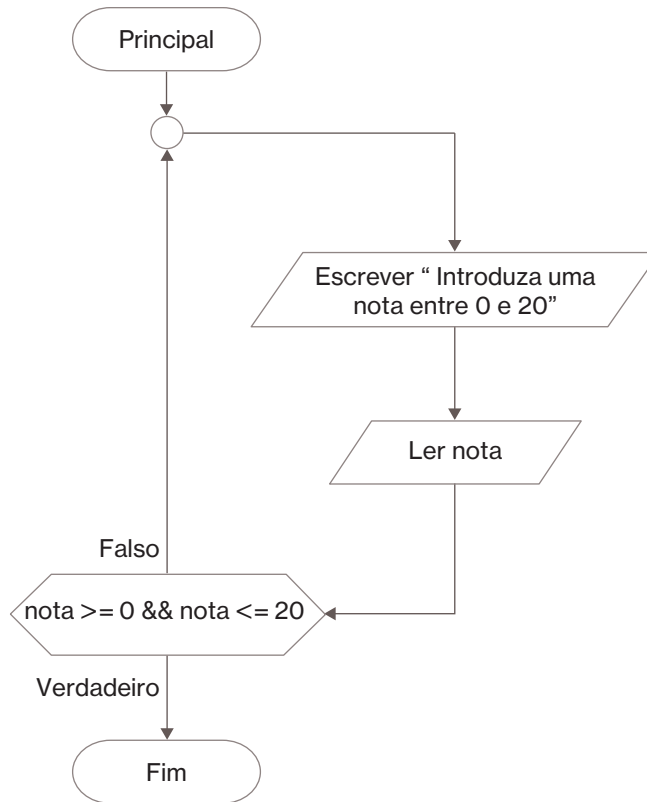 Principal
Escrever “ Introduza uma
nota entre 0 e 20”
Ler nota
Falso
nota >= 0 && nota <= 20
Verdadeiro
Fim